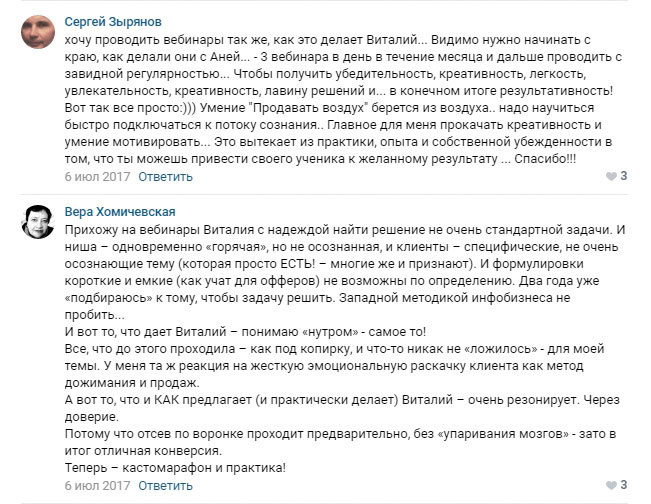 Сергей Зырянов
хочу проводить вебинары так же, как это делает Виталий... Видимо нужно начинать с
краю, как делали они с Аней... - 3 вебинара в день в течение месяца и дальше проводить с
завидной регулярностью... Чтобы получить убедительность, креативность, легкость,
увлекательность, креативность, лавину решений и... в конечном итоге результативность!
Вот так все просто:))) Умение "Продавать воздух" берется из воздуха.. надо научиться
быстро подключаться к потоку сознания.. Главное для меня прокачать креативность и
умение мотивировать... Это вытекает из практики, опыта и собственной убежденности в
том, что ты можешь привести своего ученика к желанному результату ... Спасибо!!!
6 июл 2017 Ответить 3
Вера Хомичевская
Прихожу на вебинары Виталия с надеждой найти решение не очень стандартной задачи. И
ниша – одновременно «горячая», но не осознанная, и клиенты – специфические, не очень
осознающие тему (которая просто ЕСТЬ! – многие же и признают). И формулировки
короткие и емкие (как учат для офферов) не возможны по определению. Два года уже
«подбираюсь» к тому, чтобы задачу решить. Западной методикой инфобизнеса не
пробить...
И вот то, что дает Виталий – понимаю «нутром» - самое то!
Все, что до этого проходила – как под копирку, и что-то никак не «ложилось» - для моей
темы. У меня та ж реакция на жесткую эмоциональную раскачку клиента как метод
дожимания и продаж.
А вот то, что и КАК предлагает (и практически делает) Виталий – очень резонирует. Через
доверие.
Потому что отсев по воронке проходит предварительно, без «упаривания мозгов» - зато в
итог отличная конверсия.
Теперь – кастомарафон и практика!
6 июл 2017 Ответить 3